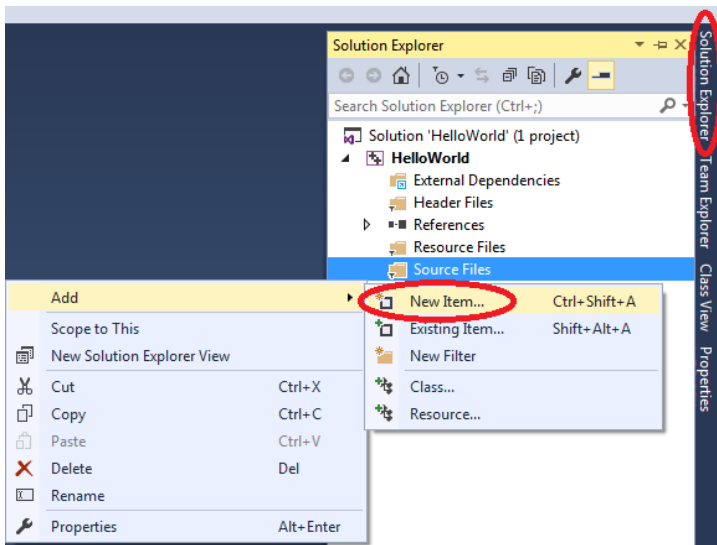 Solution Explorer
Search Solution Explorer (Ctrl+;)
Solution 'HelloWorld' (1 project)
HelloWorld
External Dependencies
Header Files
References
Resource Files
Source Files
Add
Scope to This
New Solution Explorer View
Cut Ctrl+X
Copy Ctrl+C
Paste Ctrl+V
Delete Del
Rename
Properties Alt+Enter
New Item... Ctrl+Shift+A
Existing Item... Shift+Alt+A
New Filter
Class...
Resource...
Solution Explorer
Team Explorer
Class View
Properties